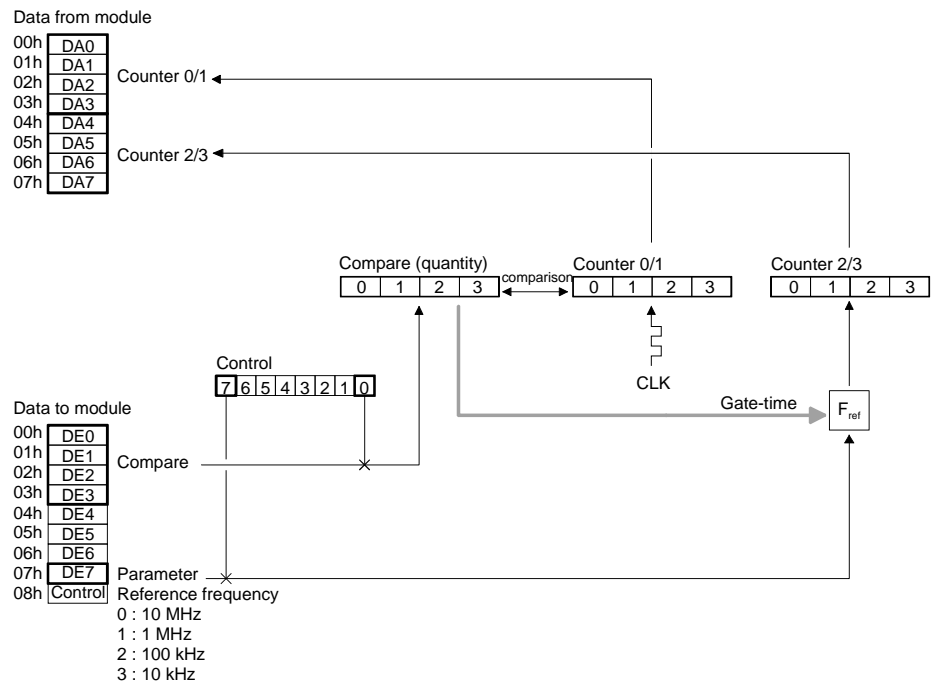 Data from module
00h DA0
01h DA1
02h DA2
03h DA3
04h DA4
05h DA5
06h DA6
07h DA7
Counter 0/1
Counter 2/3
Compare (quantity)
0 1 2 3
comparison
Counter 0/1
0 1 2 3
Counter 2/3
0 1 2 3
CLK
Control
7 6 5 4 3 2 1 0
Gate-time
Fref
Data to module
00h DE0
01h DE1
02h DE2
03h DE3
04h DE4
05h DE5
06h DE6
07h DE7
08h Control
Compare
Parameter
Reference frequency
0 : 10 MHz
1 : 1 MHz
2 : 100 kHz
3 : 10 kHz